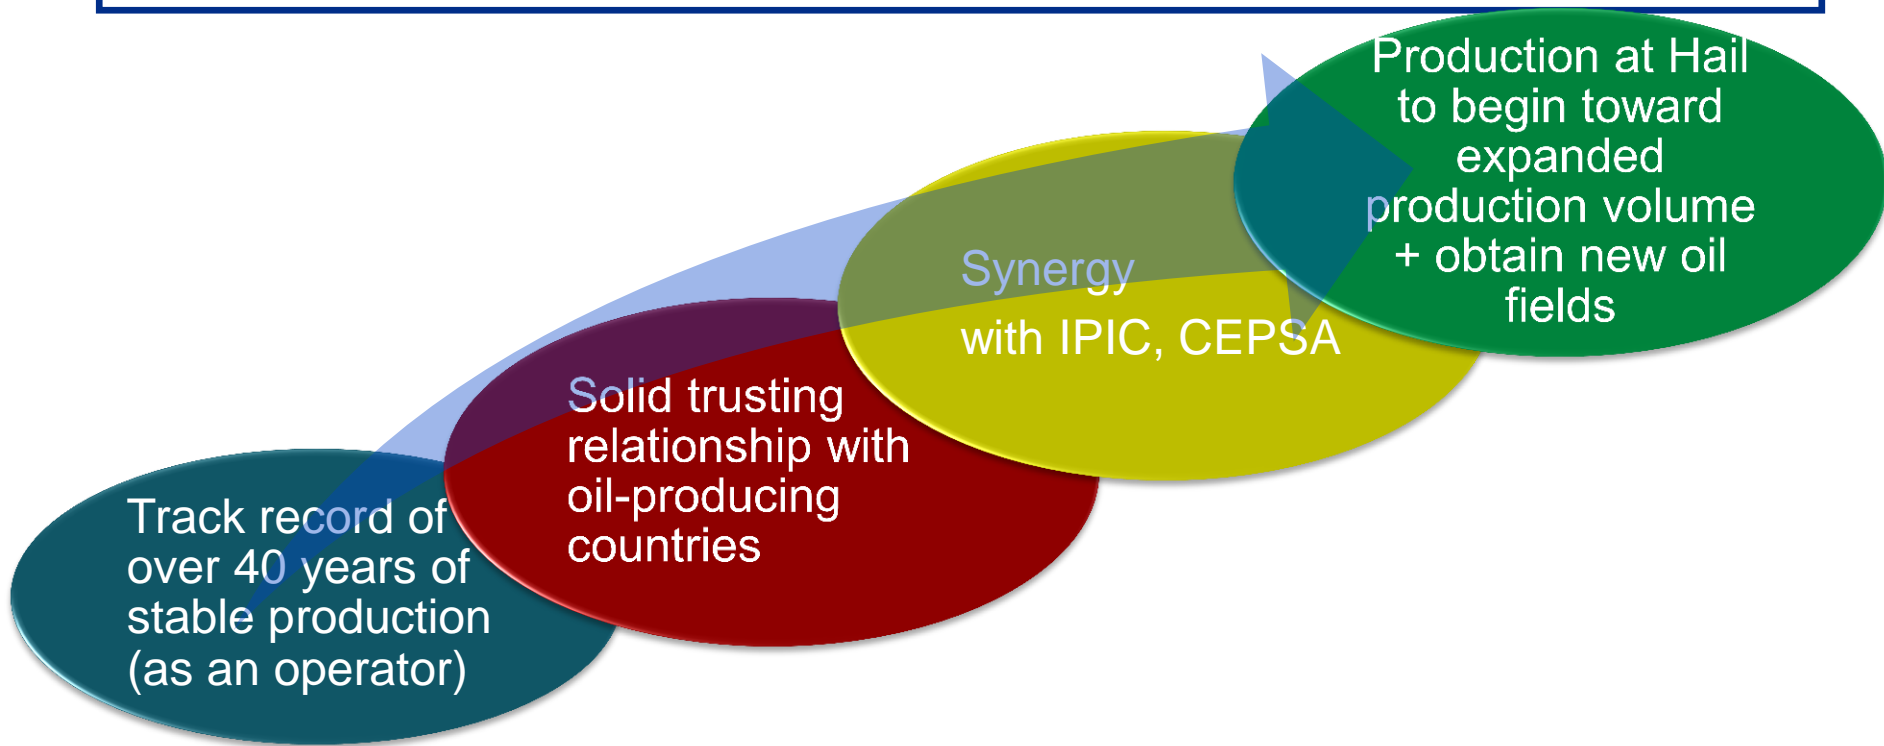 Production at Hail
to begin toward
expanded
production volume
+ obtain new oil
fields
Synergy
with IPIC, CEPSA
Solid trusting
relationship with
oil-producing
countries
Track record of
over 40 years of
stable production
(as an operator)